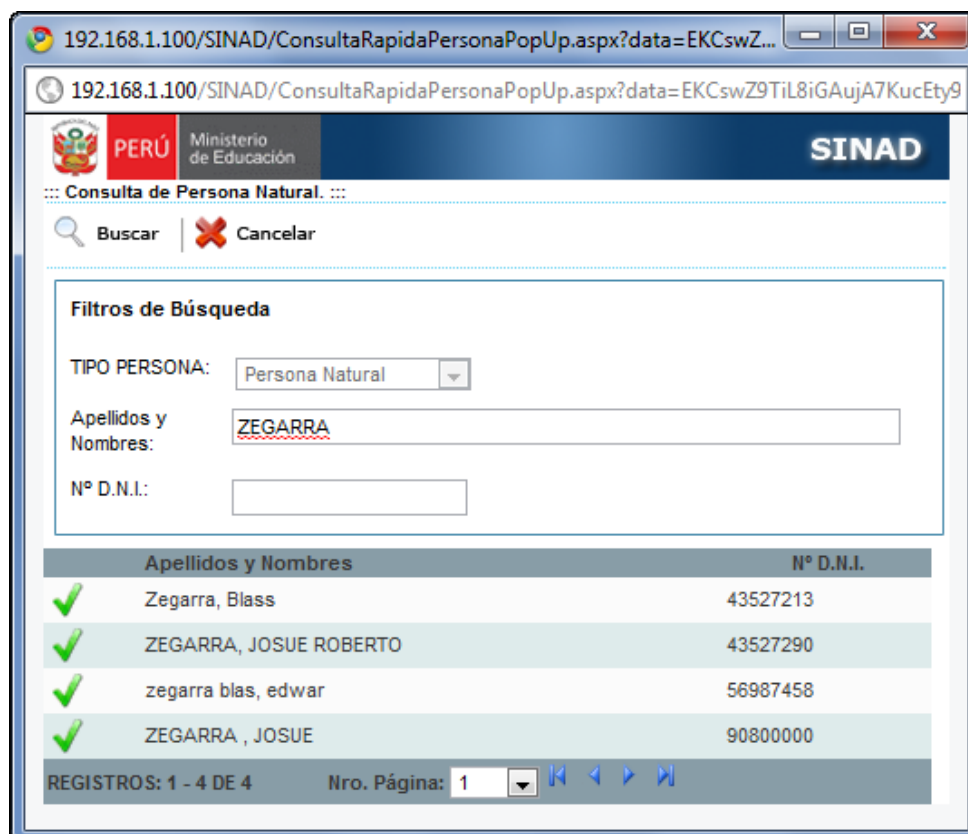 192.168.1.100/SINAD/ConsultaRapidaPersonaPopUp.aspx?data=EKCswZ...
192.168.1.100/SINAD/ConsultaRapidaPersonaPopUp.aspx?data=EKCswZ9TiL8iGAujA7KucEty9
PERÚ Ministerio de Educación SINAD
::: Consulta de Persona Natural. :::
Buscar Cancelar
Filtros de Búsqueda
TIPO PERSONA: Persona Natural
Apellidos y Nombres: ZEGARRA
Nº D.N.I.:
Apellidos y Nombres Nº D.N.I.
Zegarra, Blass 43527213
ZEGARRA, JOSUE ROBERTO 43527290
zegarra blas, edwar 56987458
ZEGARRA , JOSUE 90800000
REGISTROS: 1 - 4 DE 4 Nro. Página: 1